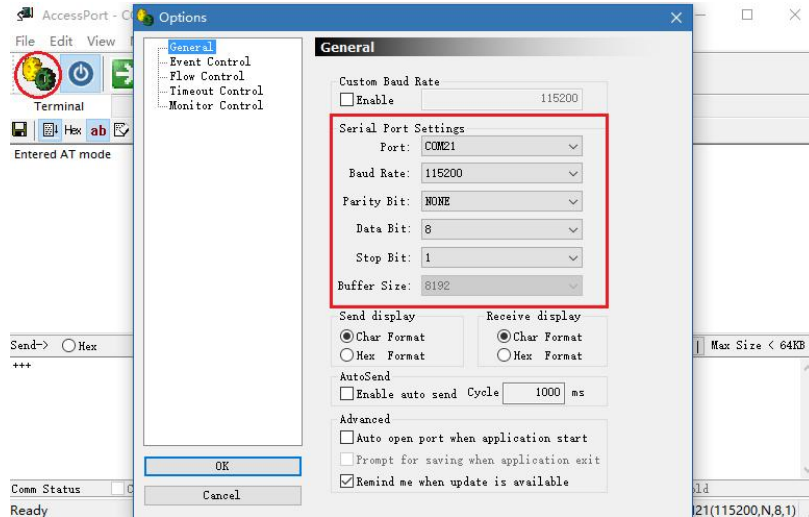 AccessPort - C
Options
File Edit View
General
Event Control
Flow Control
Timeout Control
Monitor Control
General
Custom Baud Rate
Enable 115200
Terminal
Hex ab
Serial Port Settings
Port: COM21
Entered AT mode
Baud Rate: 115200
Parity Bit: NONE
Data Bit: 8
Stop Bit: 1
Buffer Size: 8192
Send display Receive display
Char Format Char Format
Hex Format Hex Format
Send-> Hex
Max Size < 64KB
+++
AutoSend
Enable auto send Cycle 1000 ms
Advanced
Auto open port when application start
Prompt for saving when application exit
Remind me when update is available
OK
Cancel
Comm Status
Ready
21(115200,N,8,1)